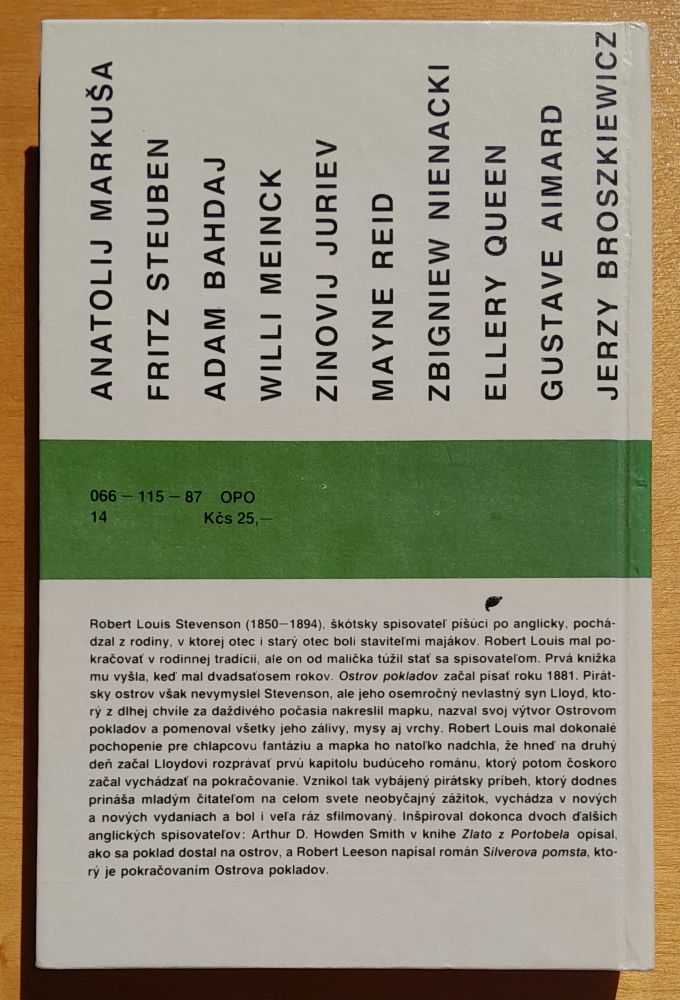 ANATOLIJ MARKUŠA
FRITZ STEUBEN
ADAM BAHDAJ
WILLI MEINCK
ZINOVIJ JURIEV
MAYNE REID
ZBIGNIEW NIENACKI
ELLERY QUEEN
GUSTAVE AIMARD
JERZY BROSZKIEWICZ
066 — 115 — 87 OPO
14 Kčs 25,—
Robert Louis Stevenson (1850—1894), škótsky spisovateľ píšúci po anglicky, pochá-
dzal z rodiny, v ktorej otec i starý otec boli staviteľmi majákov. Robert Louis mal po-
kračovať v rodinnej tradícii, ale on od malička túžil stať sa spisovateľom. Prvá knižka
mu vyšla, keď mal dvadsaťosem rokov. Ostrov pokladov začal písať roku 1881. Pirát-
sky ostrov však nevymyslel Stevenson, ale jeho osemročný nevlastný syn Lloyd, kto-
rý z dlhej chvíle za daždivého počasia nakreslil mapku, nazval svoj výtvor Ostrovom
pokladov a pomenoval všetky jeho zálivy, mysy aj vrchy. Robert Louis mal dokonalé
pochopenie pre chlapcovu fantáziu a mapka ho natoľko nadchla, že hneď na druhý
deň začal Lloydovi rozprávať prvú kapitolu budúceho románu, ktorý potom čoskoro
začal vychádzať na pokračovanie. Vznikol tak vybájený pirátsky príbeh, ktorý dodnes
prináša mladým čitateľom na celom svete neobyčajný zážitok, vychádza v nových
a nových vydaniach a bol i veľa ráz sfilmovaný. Inšpiroval dokonca dvoch ďalších
anglických spisovateľov: Arthur D. Howden Smith v knihe Zlato z Portobela opísal,
ako sa poklad dostal na ostrov, a Robert Leeson napísal román Silverova pomsta, kto-
rý je pokračovaním Ostrova pokladov.